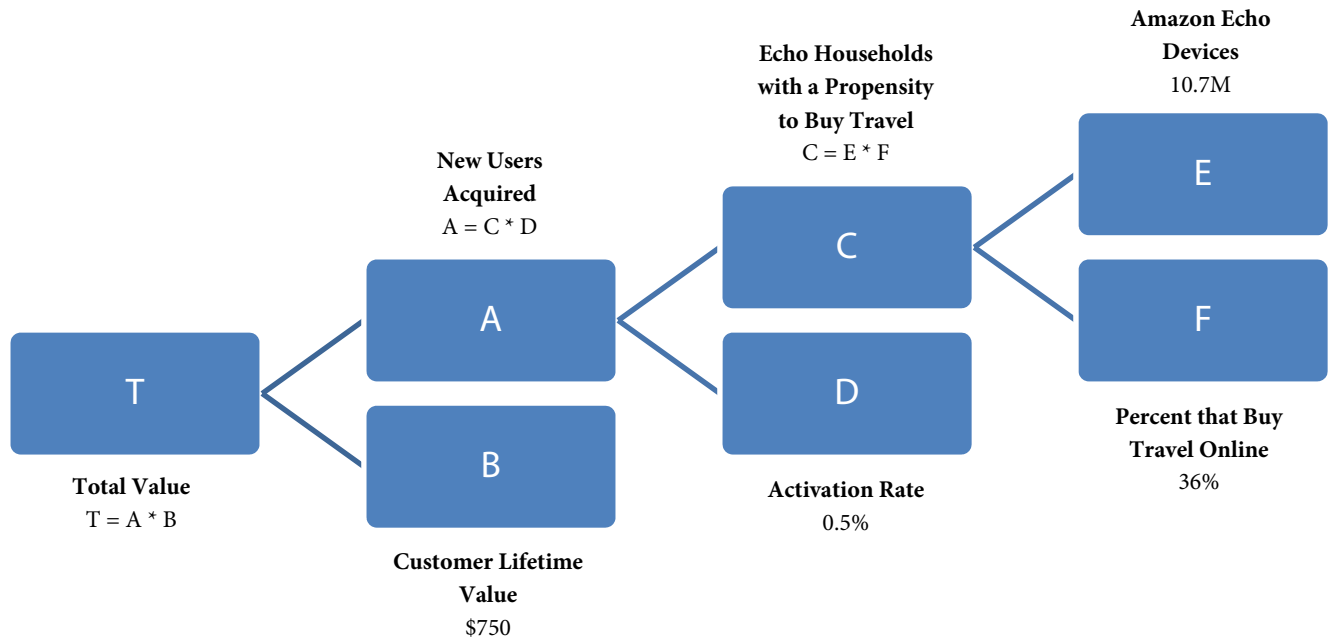 T
Total Value
T = A * B
New Users
Acquired
A = C * D
A
B
Customer Lifetime
Value
$750
Echo Households
with a Propensity
to Buy Travel
C = E * F
C
D
Activation Rate
0.5%
Amazon Echo
Devices
10.7M
E
F
Percent that Buy
Travel Online
36%